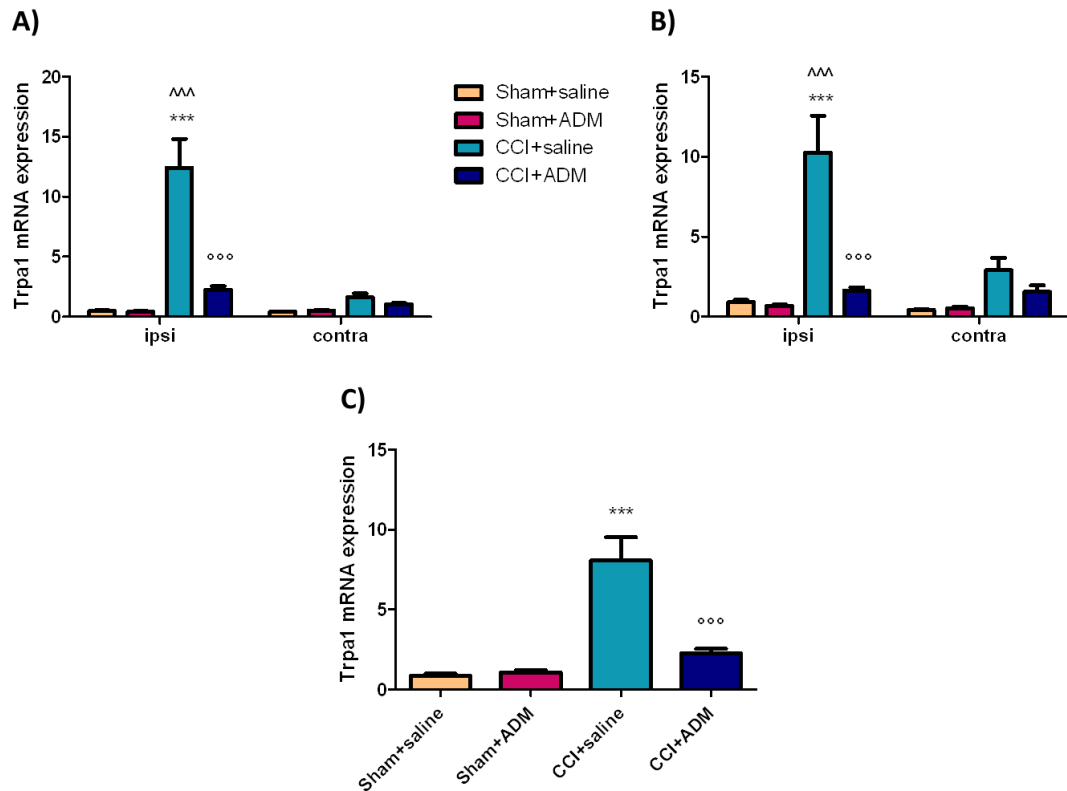 A)
Trpa1 mRNA expression
20
15
10
5
0
^^^
***
°°°
ipsi
contra
Sham+saline
Sham+ADM
CCI+saline
CCI+ADM
B)
Trpa1 mRNA expression
15
10
5
0
^^^
***
°°°
ipsi
contra
C)
Trpa1 mRNA expression
15
10
5
0
***
°°°
Sham+saline
Sham+ADM
CCI+saline
CCI+ADM